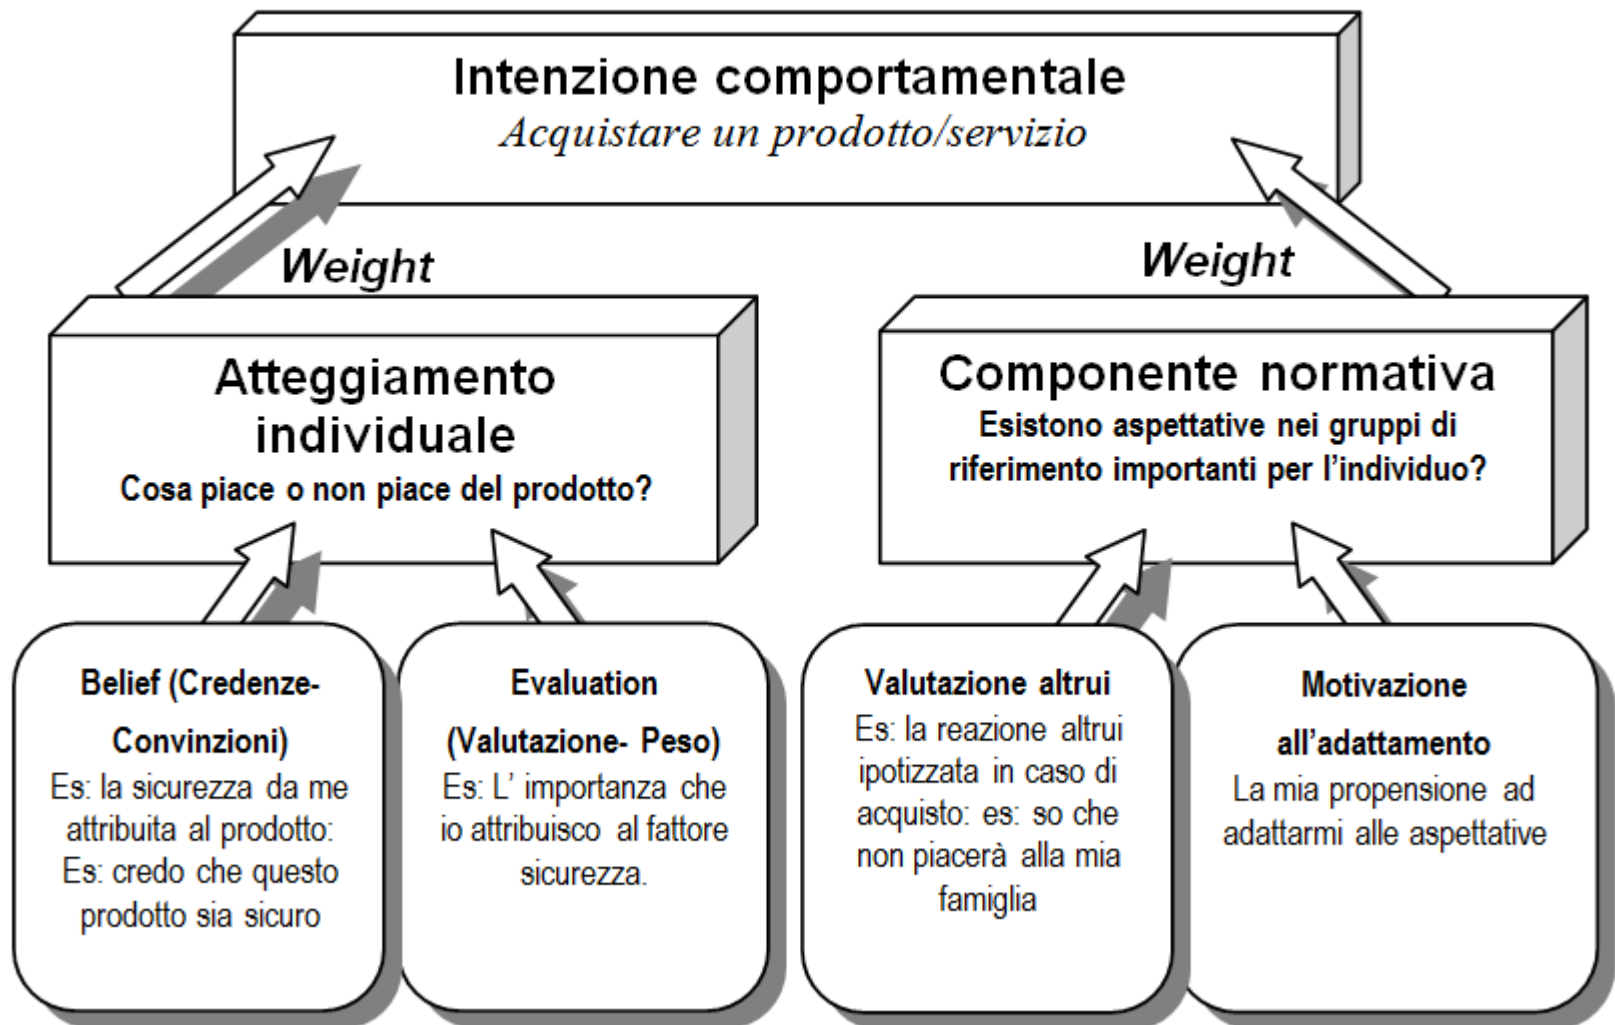 Intenzione comportamentale
Acquistare un prodotto/servizio
Weight
Weight
Atteggiamento
individuale
Cosa piace o non piace del prodotto?
Componente normativa
Esistono aspettative nei gruppi di
riferimento importanti per l'individuo?
Belief (Credenze-
Convinzioni)
Es: la sicurezza da me
attribuita al prodotto:
Es: credo che questo
prodotto sia sicuro
Evaluation
(Valutazione- Peso)
Es: L' importanza che
io attribuisco al fattore
sicurezza.
Valutazione altrui
Es: la reazione altrui
ipotizzata in caso di
acquisto: es: so che
non piacerà alla mia
famiglia
Motivazione
all'adattamento
La mia propensione ad
adattarmi alle aspettative